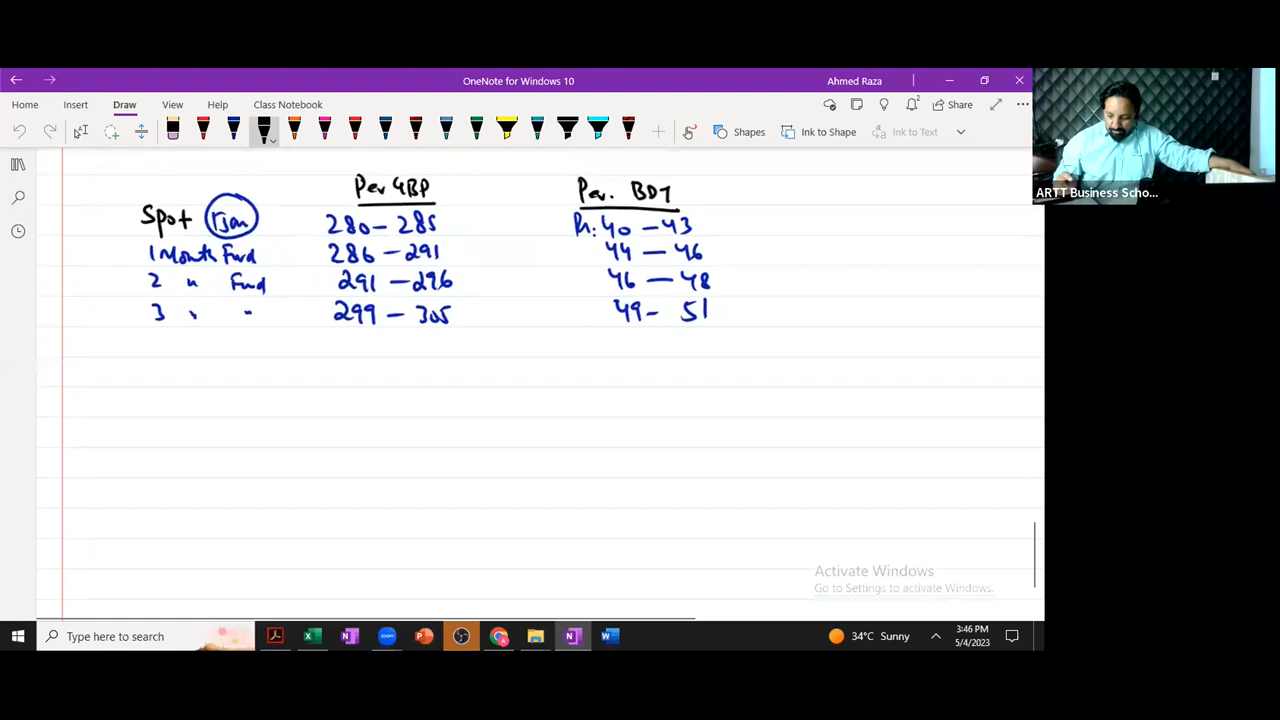 OneNote for Windows 10
Ahmed Raza
Home Insert Draw View Help Class Notebook
Share
Shapes Ink to Shape Ink to Text
ARTT Business Scho...
Per GBP Per. BDT
Spot 1 Jan 280 – 285 Rs: 40 – 43
1 Month Fwd 286 – 291 44 – 46
2 " Fwd 291 – 296 46 – 48
3 " " 299 – 305 49 – 51
Activate Windows
Go to Settings to activate Windows.
Type here to search
34°C Sunny
3:46 PM
5/4/2023